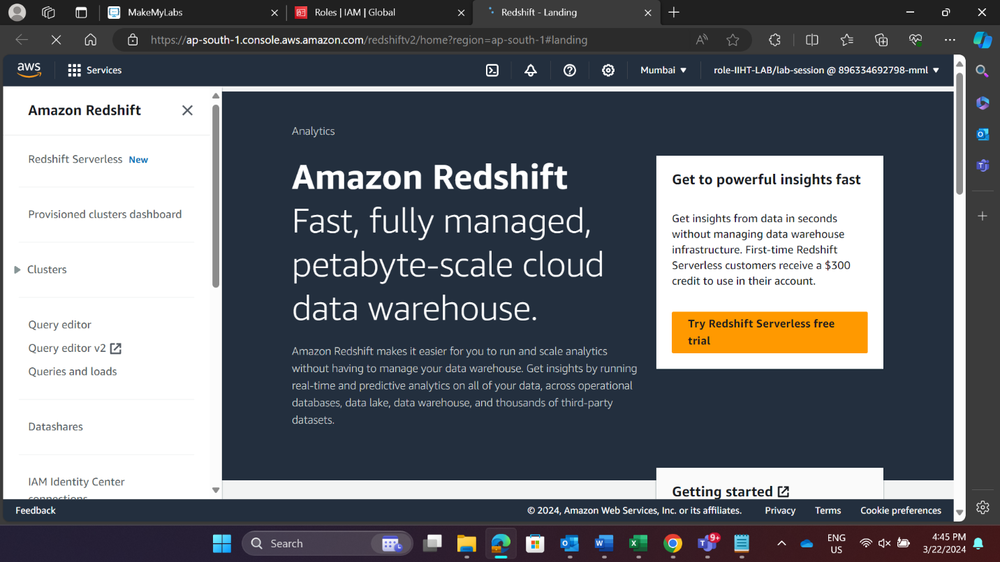 MakeMyLabs
Roles | IAM | Global
Redshift - Landing
https://ap-south-1.console.aws.amazon.com/redshiftv2/home?region=ap-south-1#landing
aws
Services
Mumbai
role-IIHT-LAB/lab-session @ 896334692798-mml
Amazon Redshift
Redshift Serverless New
Provisioned clusters dashboard
Clusters
Query editor
Query editor v2
Queries and loads
Datashares
IAM Identity Center
connections
Analytics
Amazon Redshift
Fast, fully managed,
petabyte-scale cloud
data warehouse.
Amazon Redshift makes it easier for you to run and scale analytics
without having to manage your data warehouse. Get insights by running
real-time and predictive analytics on all of your data, across operational
databases, data lake, data warehouse, and thousands of third-party
datasets.
Get to powerful insights fast
Get insights from data in seconds
without managing data warehouse
infrastructure. First-time Redshift
Serverless customers receive a $300
credit to use in their account.
Try Redshift Serverless free
trial
Getting started
Feedback
© 2024, Amazon Web Services, Inc. or its affiliates.
Privacy
Terms
Cookie preferences
Search
9+
ENG
US
4:45 PM
3/22/2024